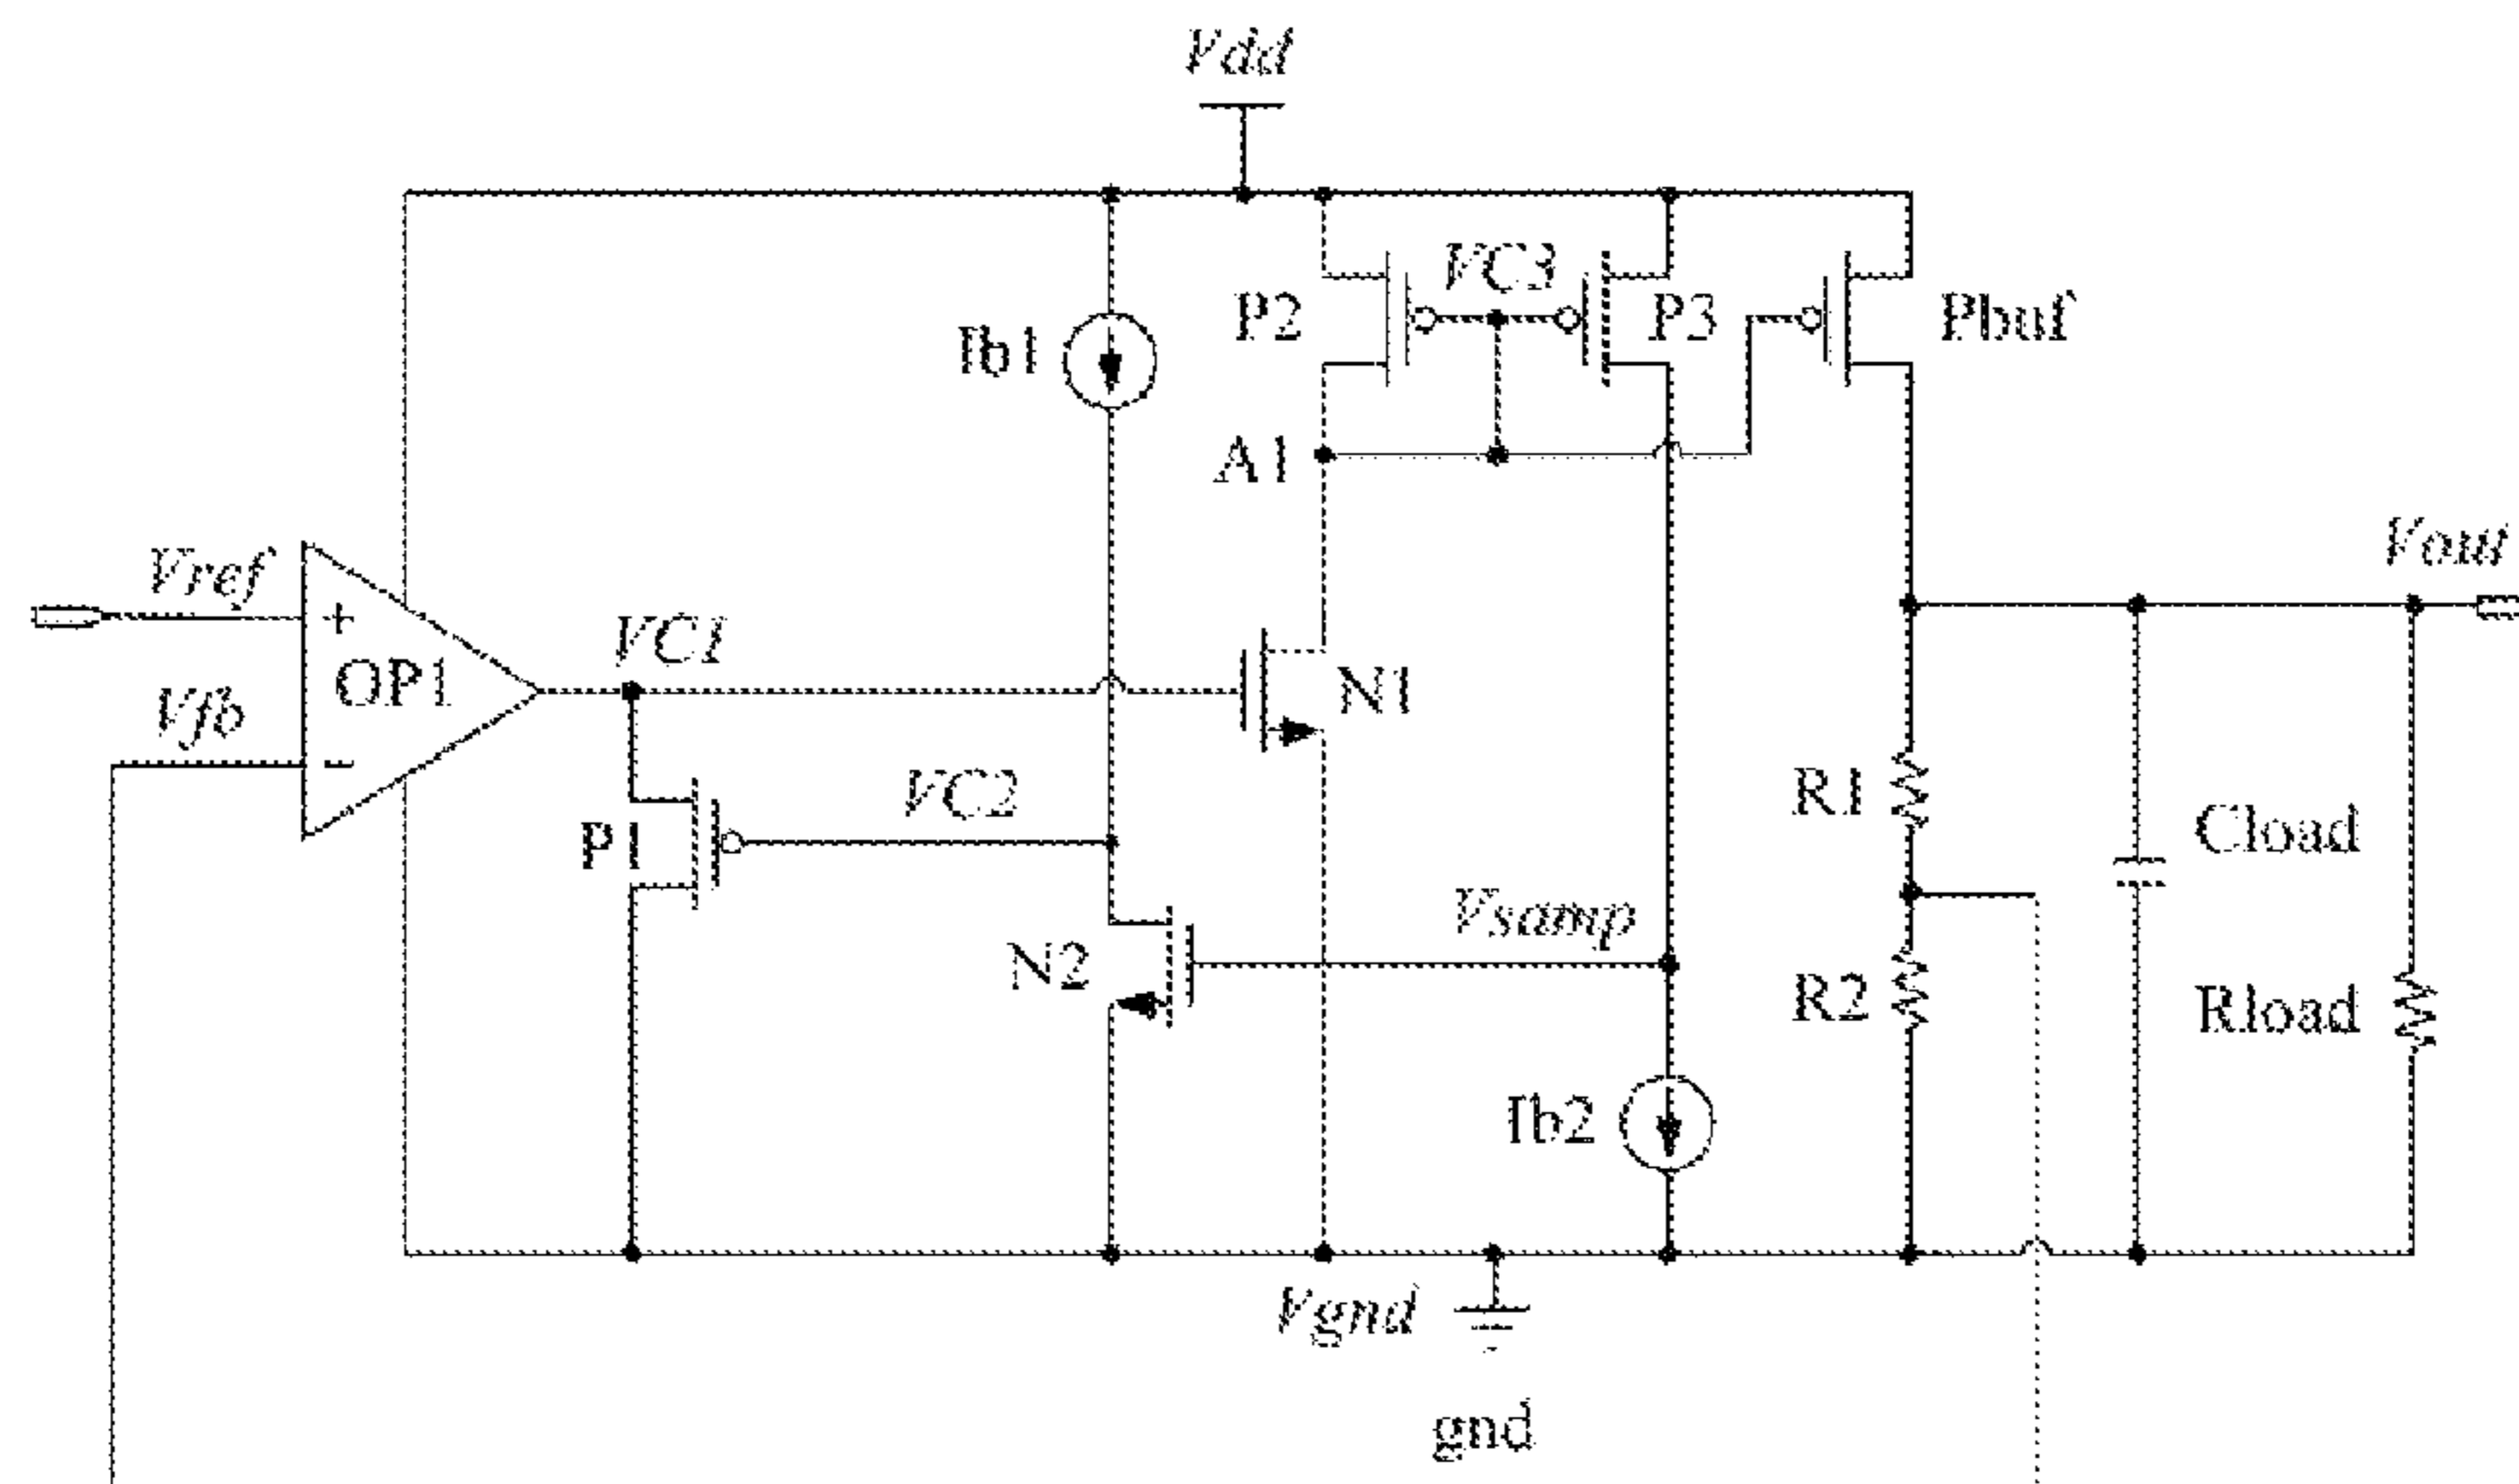 Vdd
VC3
P2
P3
Pbuf
Ib1
A1
Vref
Vout
+
OP1
VC1
N1
Vfb
-
P1
VC2
R1
Cload
Vsamp
N2
R2
Rload
Ib2
Vgnd
gnd